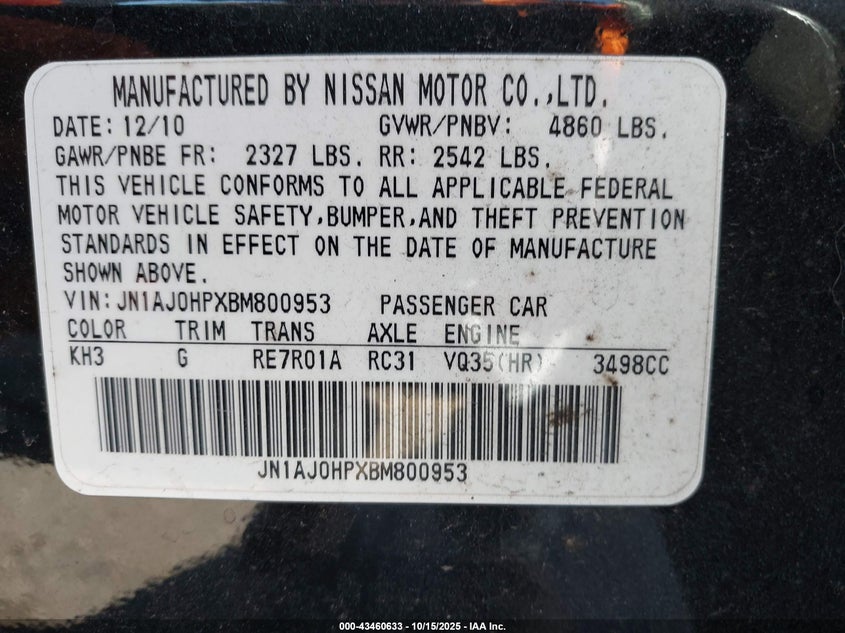 MANUFACTURED BY NISSAN MOTOR CO.,LTD.
DATE: 12/10 GVWR/PNBV: 4860 LBS.
GAWR/PNBE FR: 2327 LBS. RR: 2542 LBS.
THIS VEHICLE CONFORMS TO ALL APPLICABLE FEDERAL
MOTOR VEHICLE SAFETY,BUMPER,AND THEFT PREVENTION
STANDARDS IN EFFECT ON THE DATE OF MANUFACTURE
SHOWN ABOVE.
VIN: JN1AJ0HPXBM800953 PASSENGER CAR
COLOR TRIM TRANS AXLE ENGINE
KH3 G RE7R01A RC31 VQ35(HR) 3498CC
JN1AJ0HPXBM800953
000-43460633 - 10/15/2025 - IAA Inc.